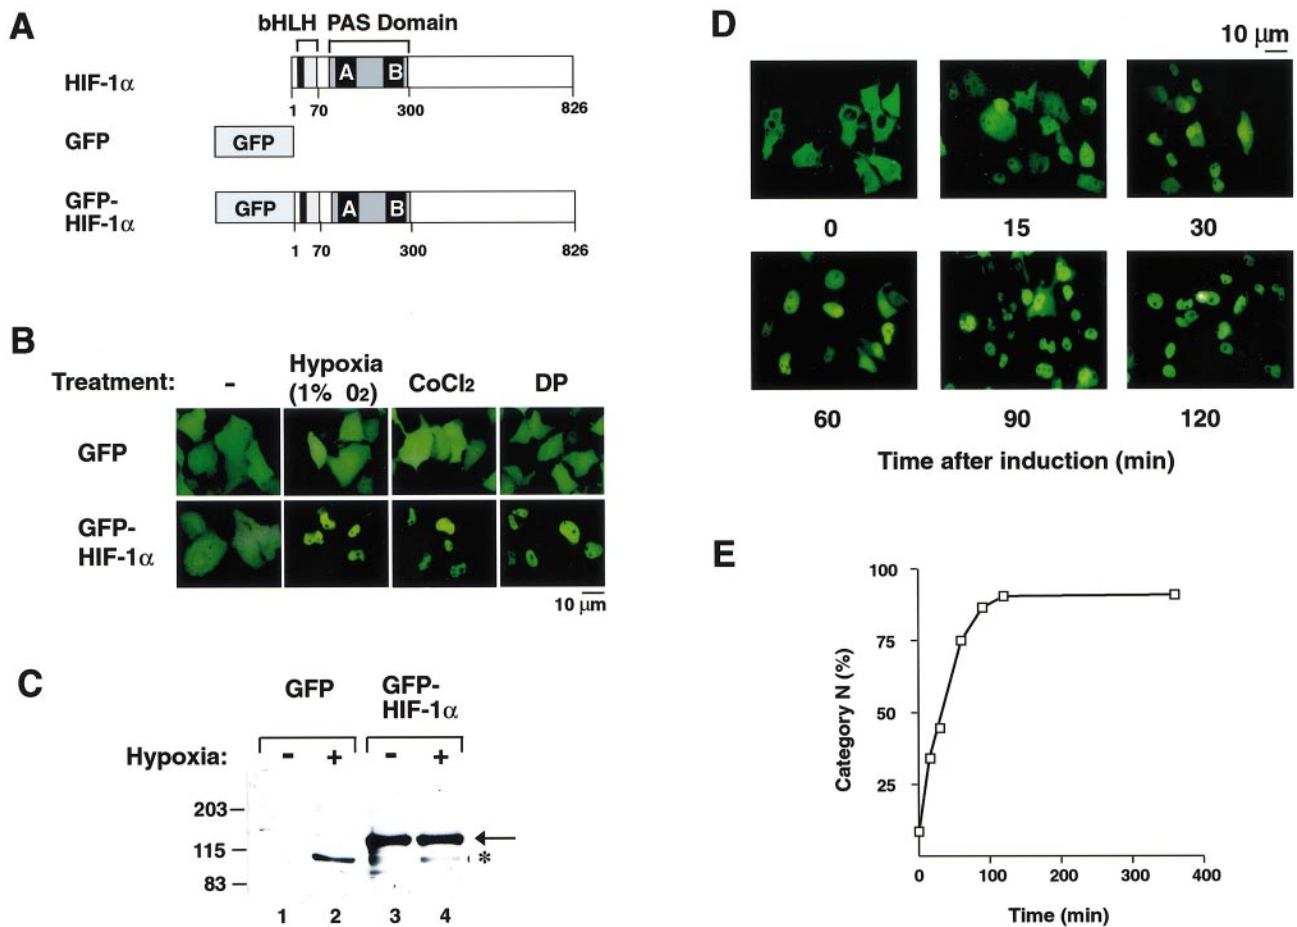 A
bHLH PAS Domain
HIF-1α
A B
1 70 300 826
GFP
GFP
GFP-
HIF-1α
GFP A B
1 70 300 826
B
Treatment: - Hypoxia (1% O2) CoCl2 DP
GFP
GFP-
HIF-1α
10 μm
C
GFP GFP-
HIF-1α
Hypoxia: - + - +
203
115 *
83
1 2 3 4
D
10 μm
0 15 30
60 90 120
Time after induction (min)
E
100
75
50
25
Category N (%)
0 100 200 300 400
Time (min)